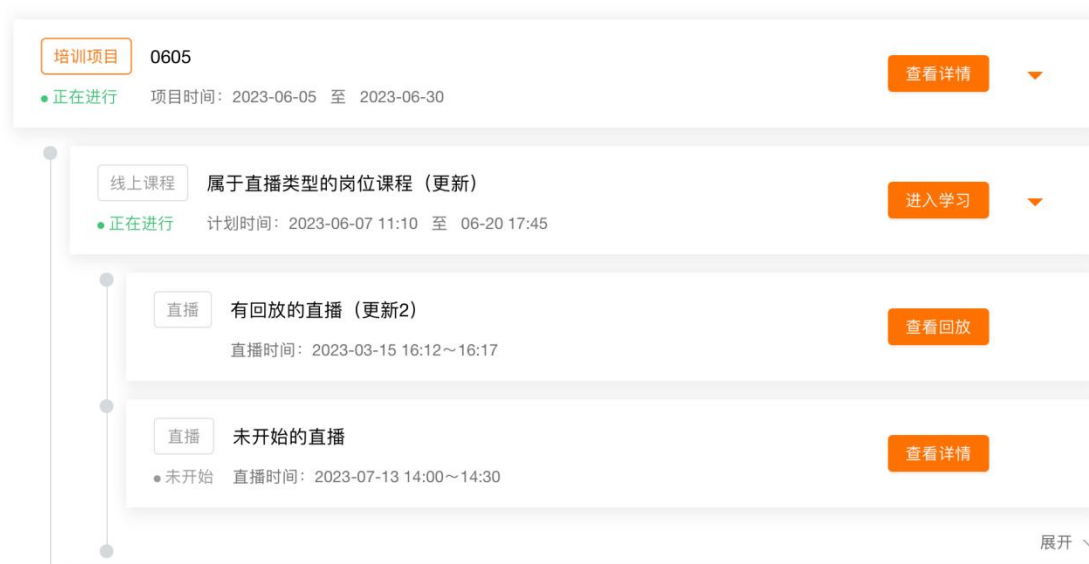 培训项目 0605
查看详情
正在进行 项目时间：2023-06-05 至 2023-06-30
线上课程 属于直播类型的岗位课程（更新）
进入学习
正在进行 计划时间：2023-06-07 11:10 至 06-20 17:45
直播 有回放的直播（更新2）
查看回放
直播时间：2023-03-15 16:12～16:17
直播 未开始的直播
查看详情
未开始 直播时间：2023-07-13 14:00～14:30
展开